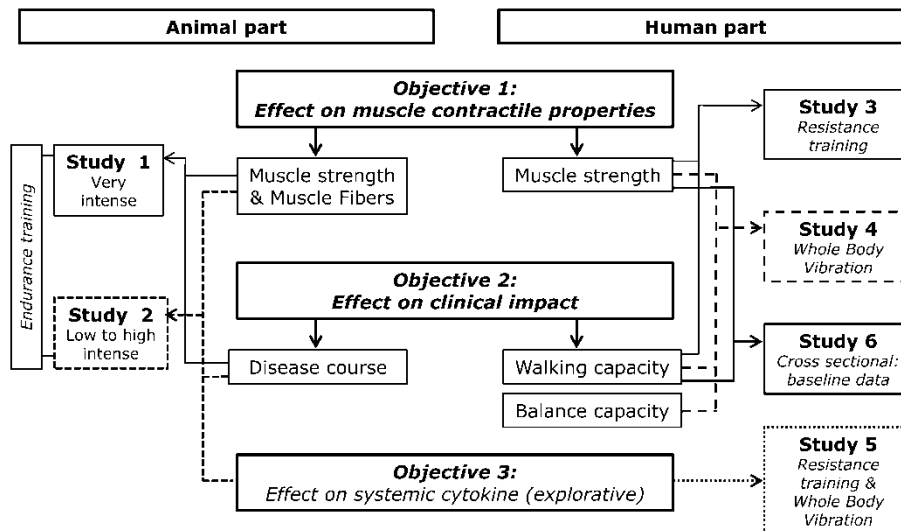 Animal part
Human part
Objective 1:
Effect on muscle contractile properties
Study 3
Resistance
training
Endurance training
Study 1
Very
intense
Muscle strength
& Muscle Fibers
Muscle strength
Study 4
Whole Body
Vibration
Objective 2:
Effect on clinical impact
Study 2
Low to high
intense
Disease course
Walking capacity
Balance capacity
Study 6
Cross sectional:
baseline data
Objective 3:
Effect on systemic cytokine (explorative)
Study 5
Resistance
training &
Whole Body
Vibration